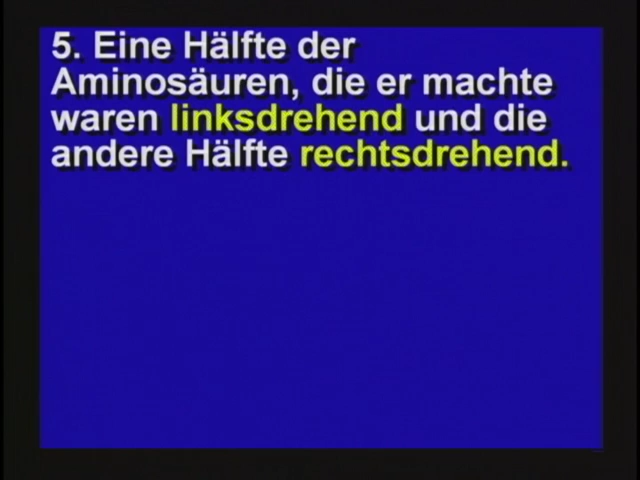 5. Eine Hälfte der
Aminosäuren, die er machte
waren linksdrehend und die
andere Hälfte rechtsdrehend.